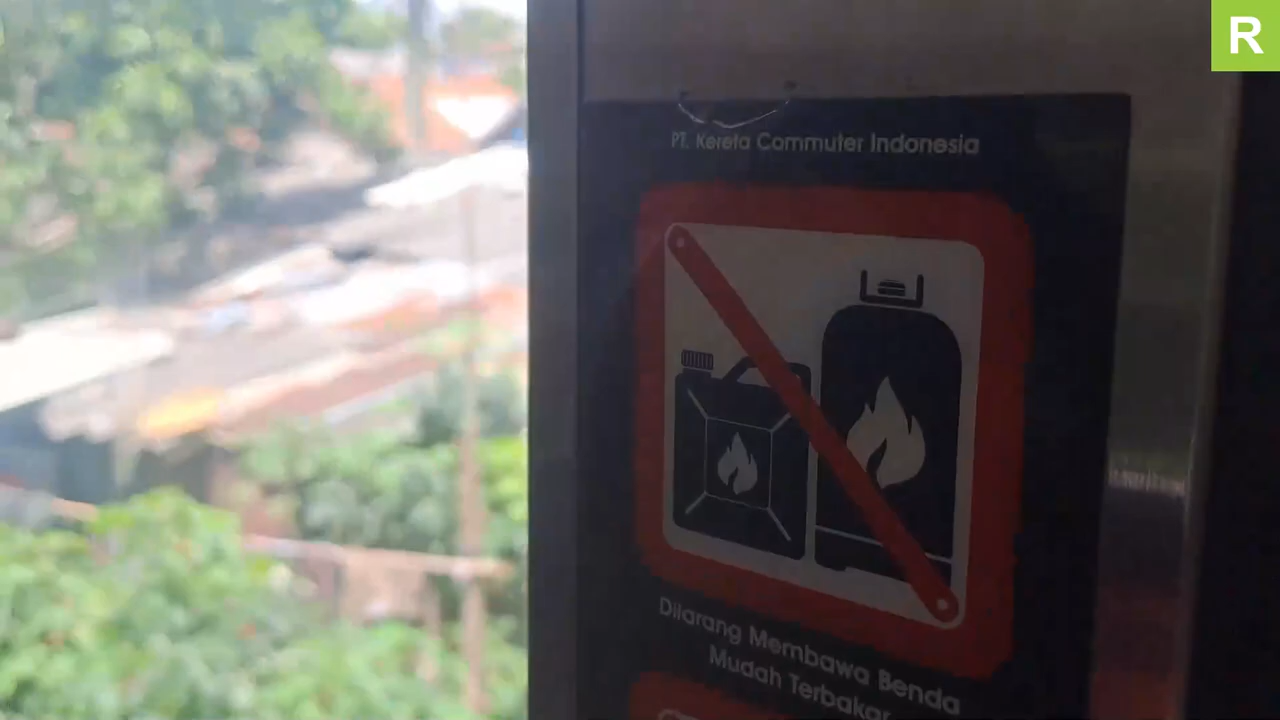 R
PT. Kereta Commuter Indonesia
Dilarang Membawa Benda
Mudah Terbakar